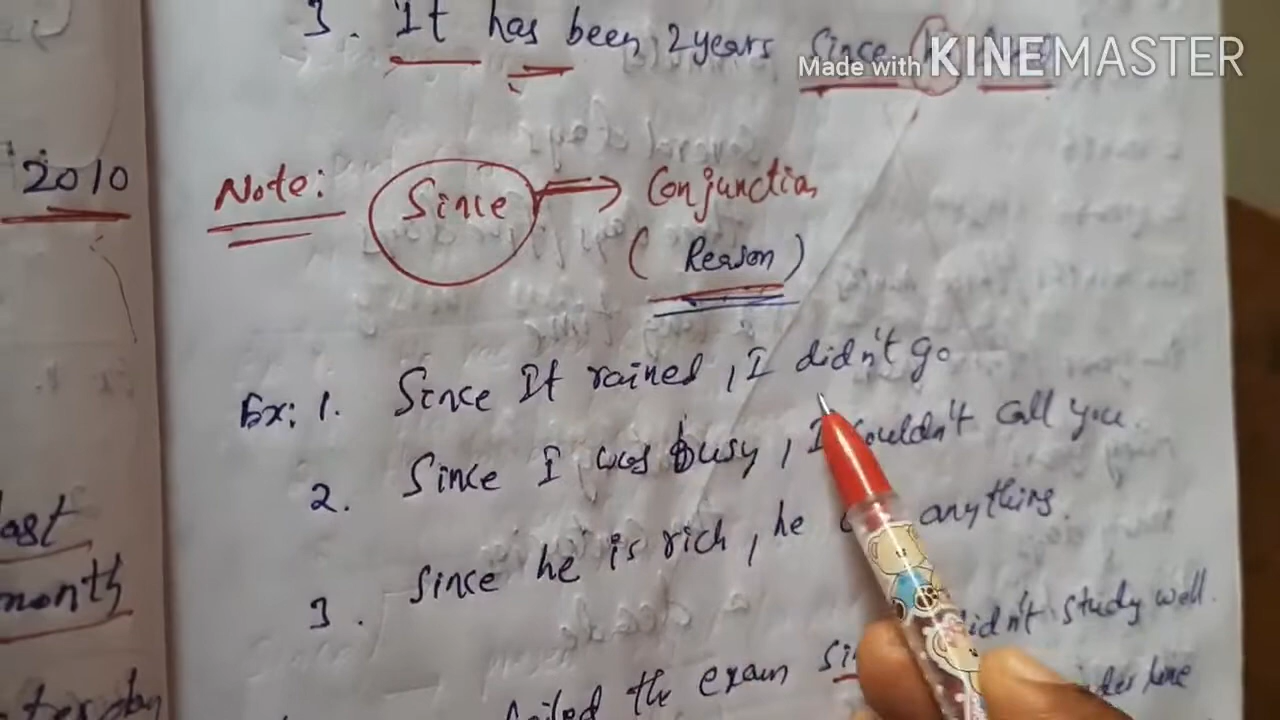 3. It has been 2 years since
Made with KINEMASTER
2010
Note: Since → Conjunction
(Reason)
Ex: 1. Since It rained, I didn't go
2. Since I was busy, I couldn't call you.
3. Since he is rich, he anything.
last
month
failed the exam didn't study well.